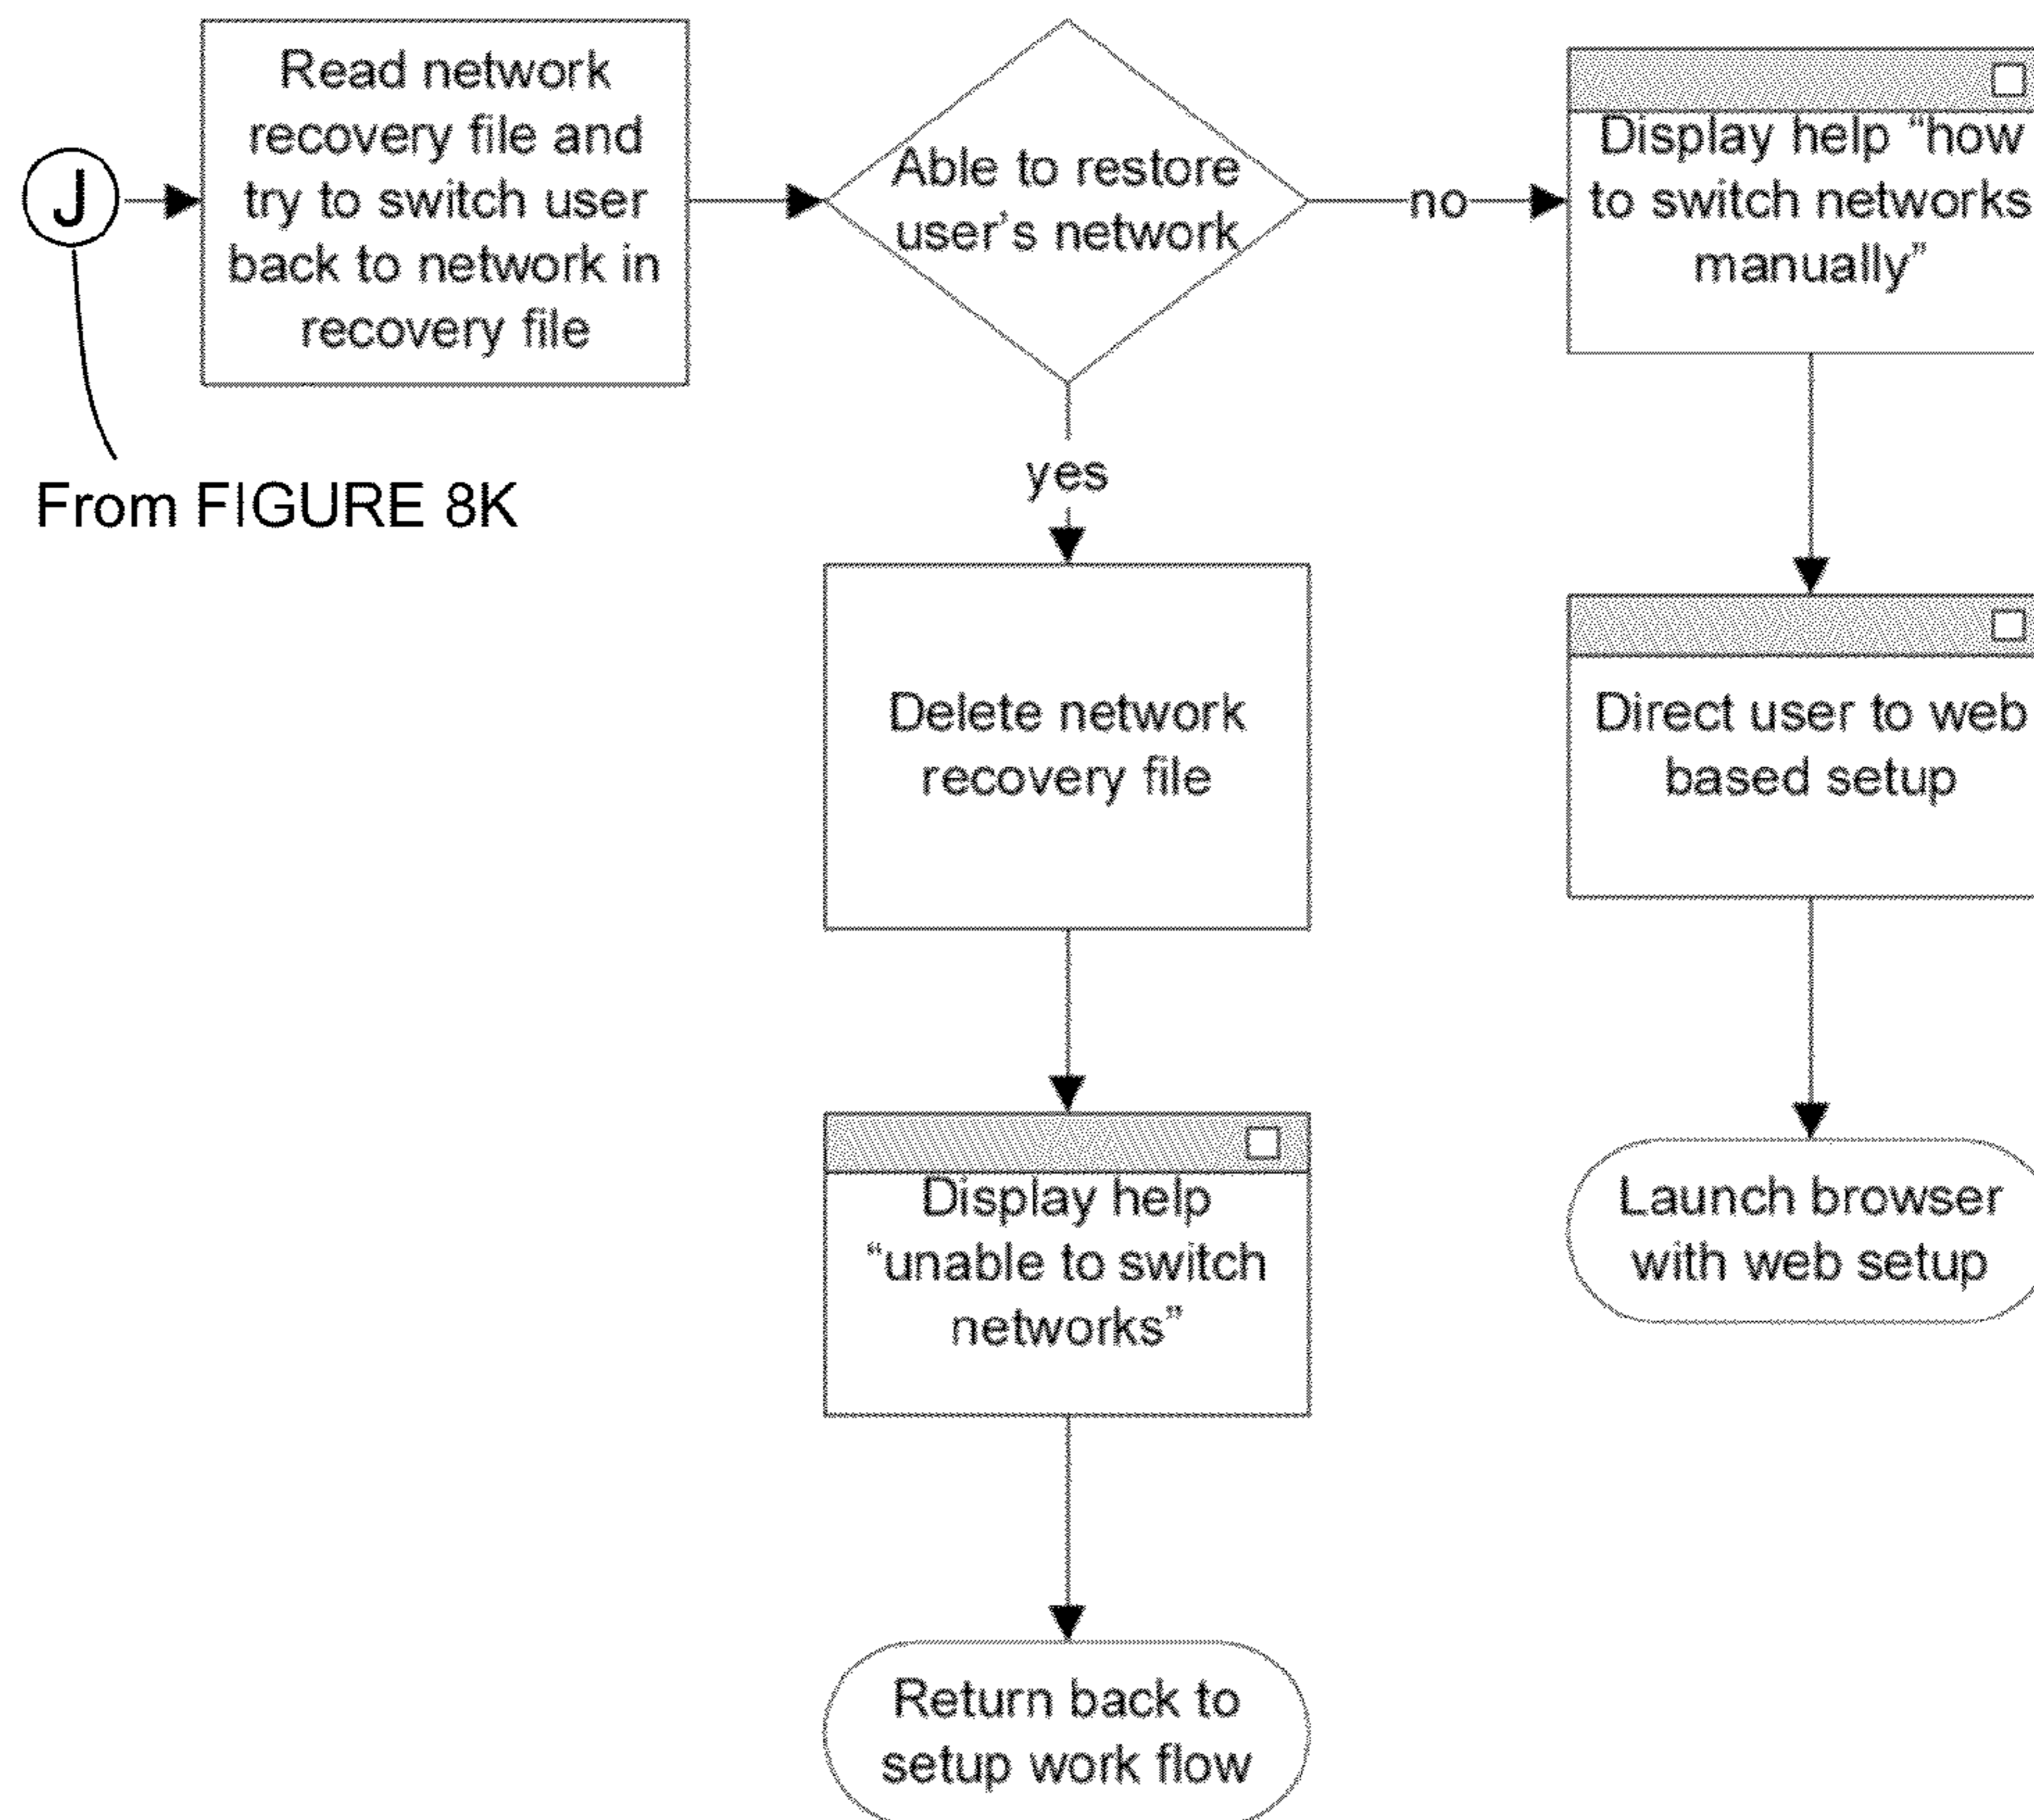 J
From FIGURE 8K
Read network
recovery file and
try to switch user
back to network in
recovery file
Able to restore
user's network
no
Display help “how
to switch networks
manually”
yes
Delete network
recovery file
Direct user to web
based setup
Display help
“unable to switch
networks”
Launch browser
with web setup
Return back to
setup work flow